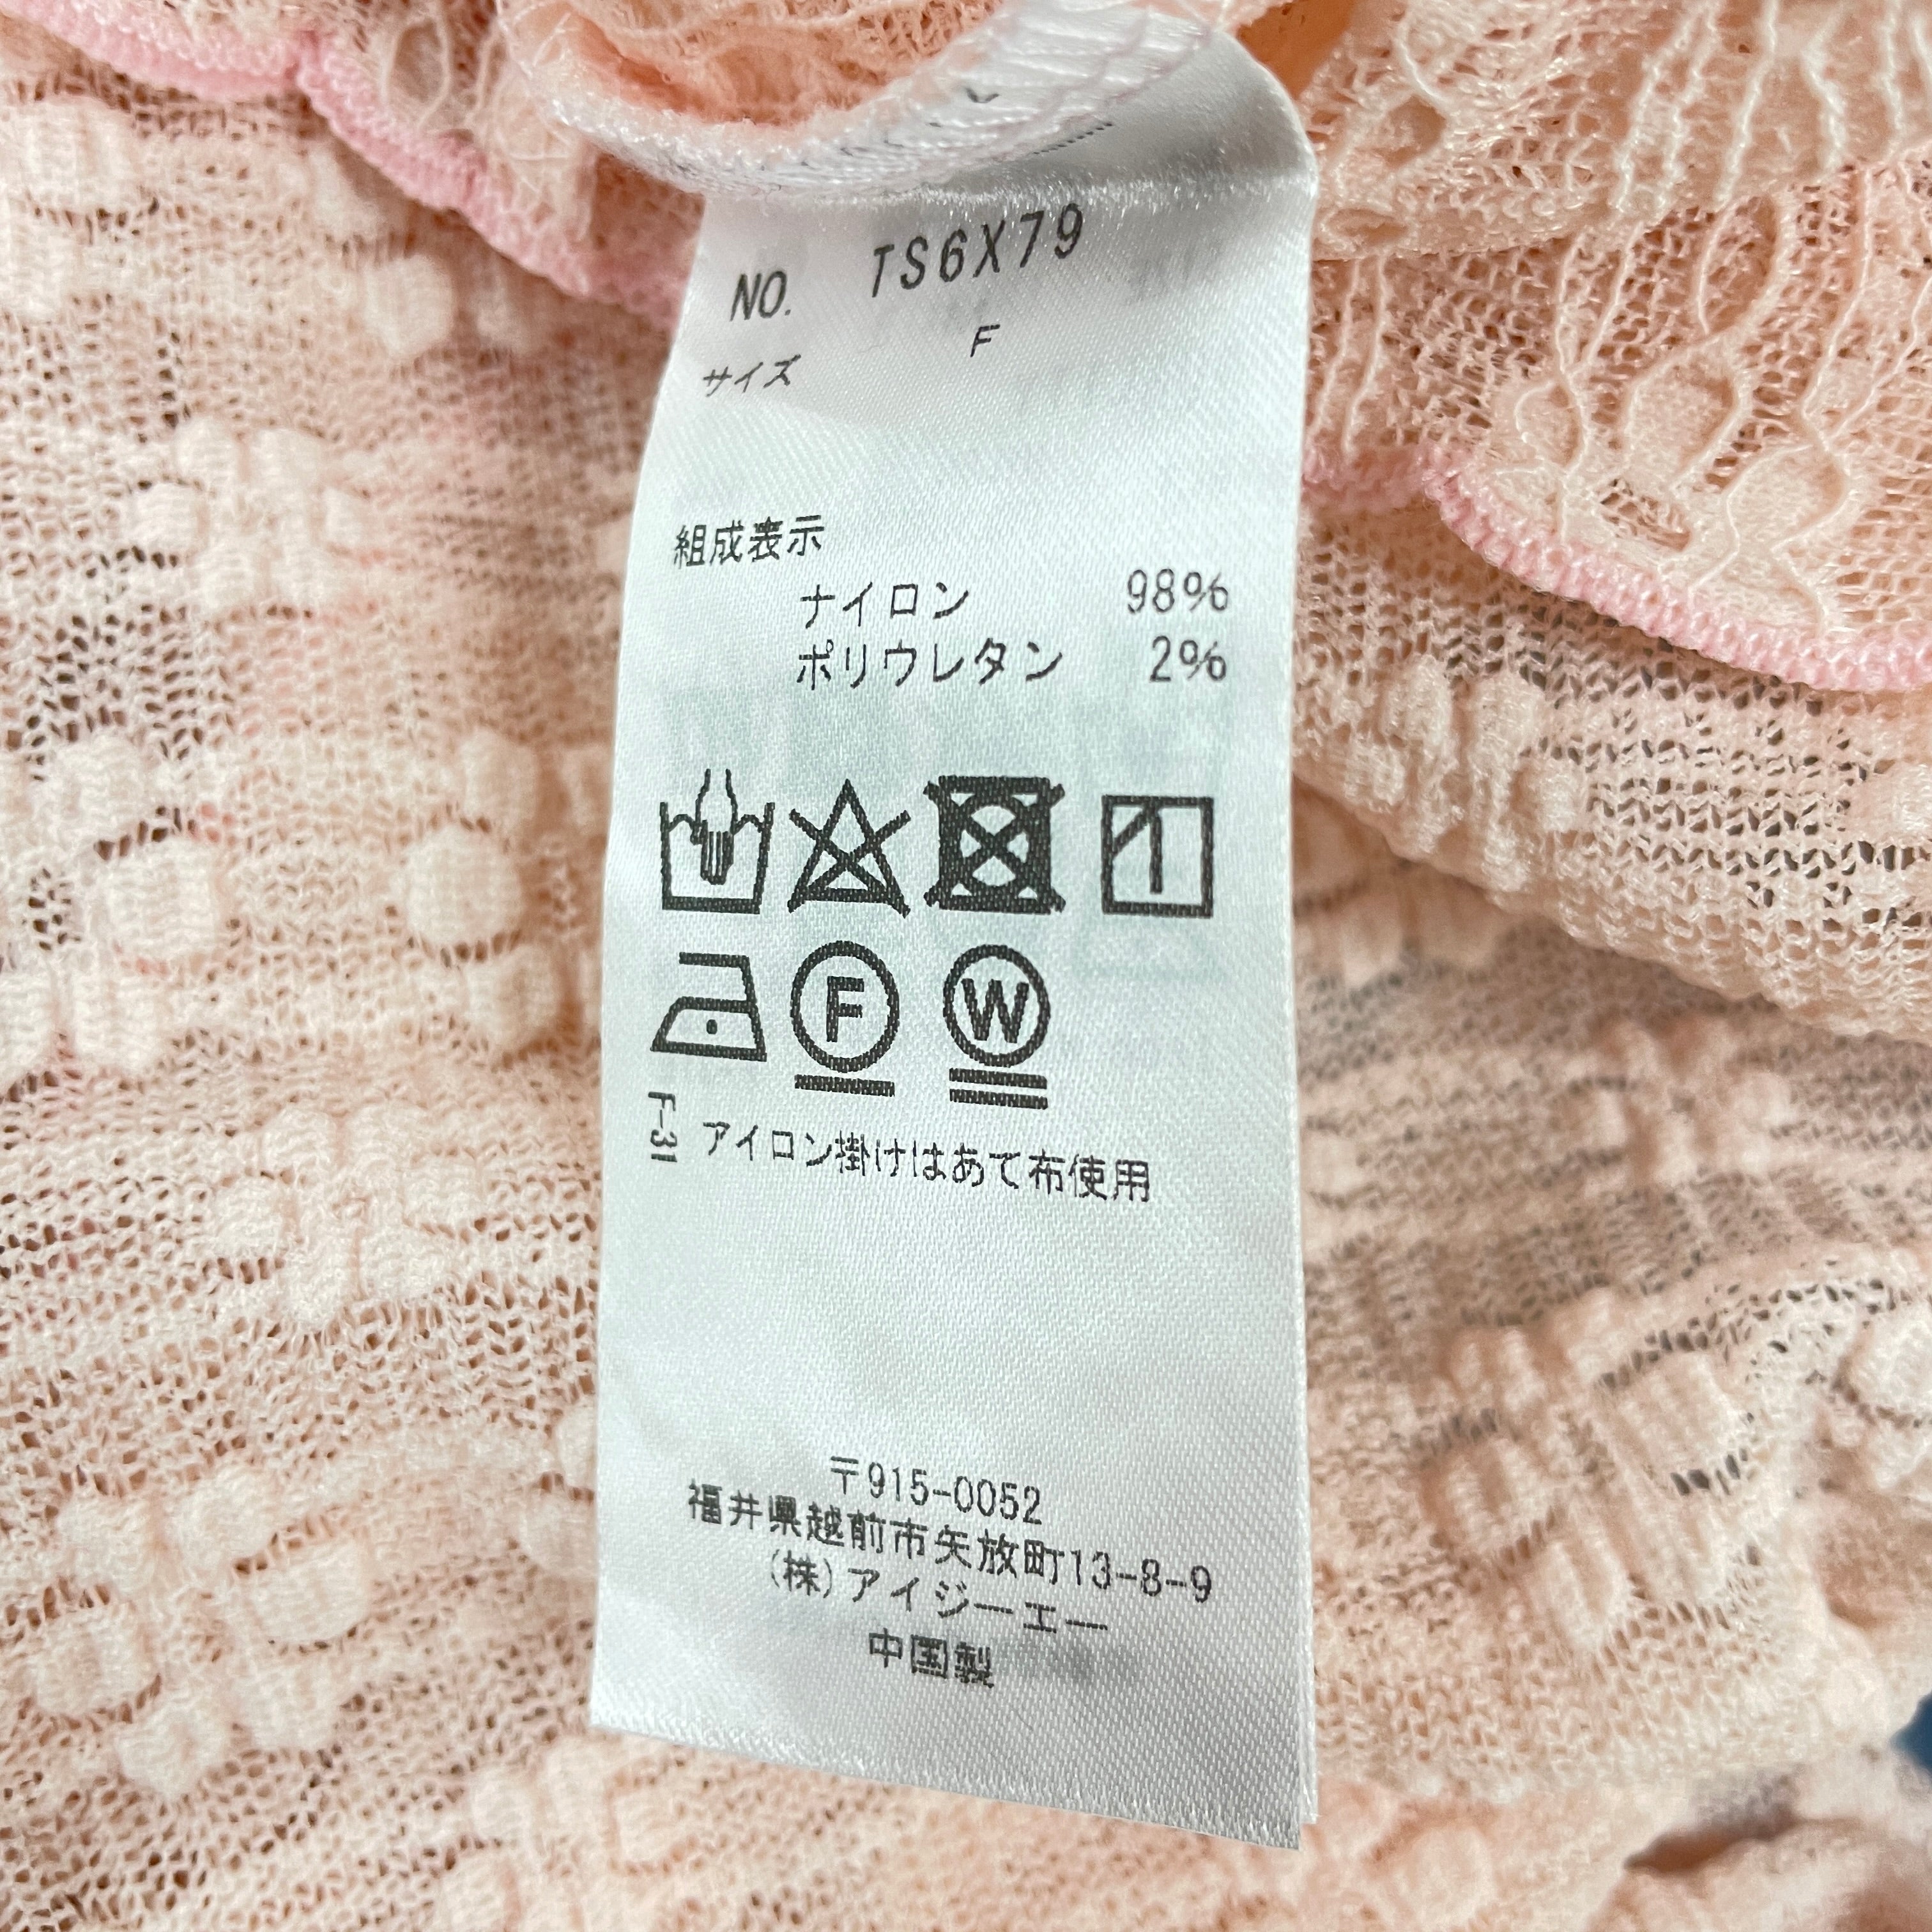 NO. TS6X79
サイズ F
組成表示
ナイロン 98%
ポリウレタン 2%
F
W
F-31
アイロン掛けはあて布使用
〒915-0052
福井県越前市矢放町13-8-9
(株)アイジーエー
中国製